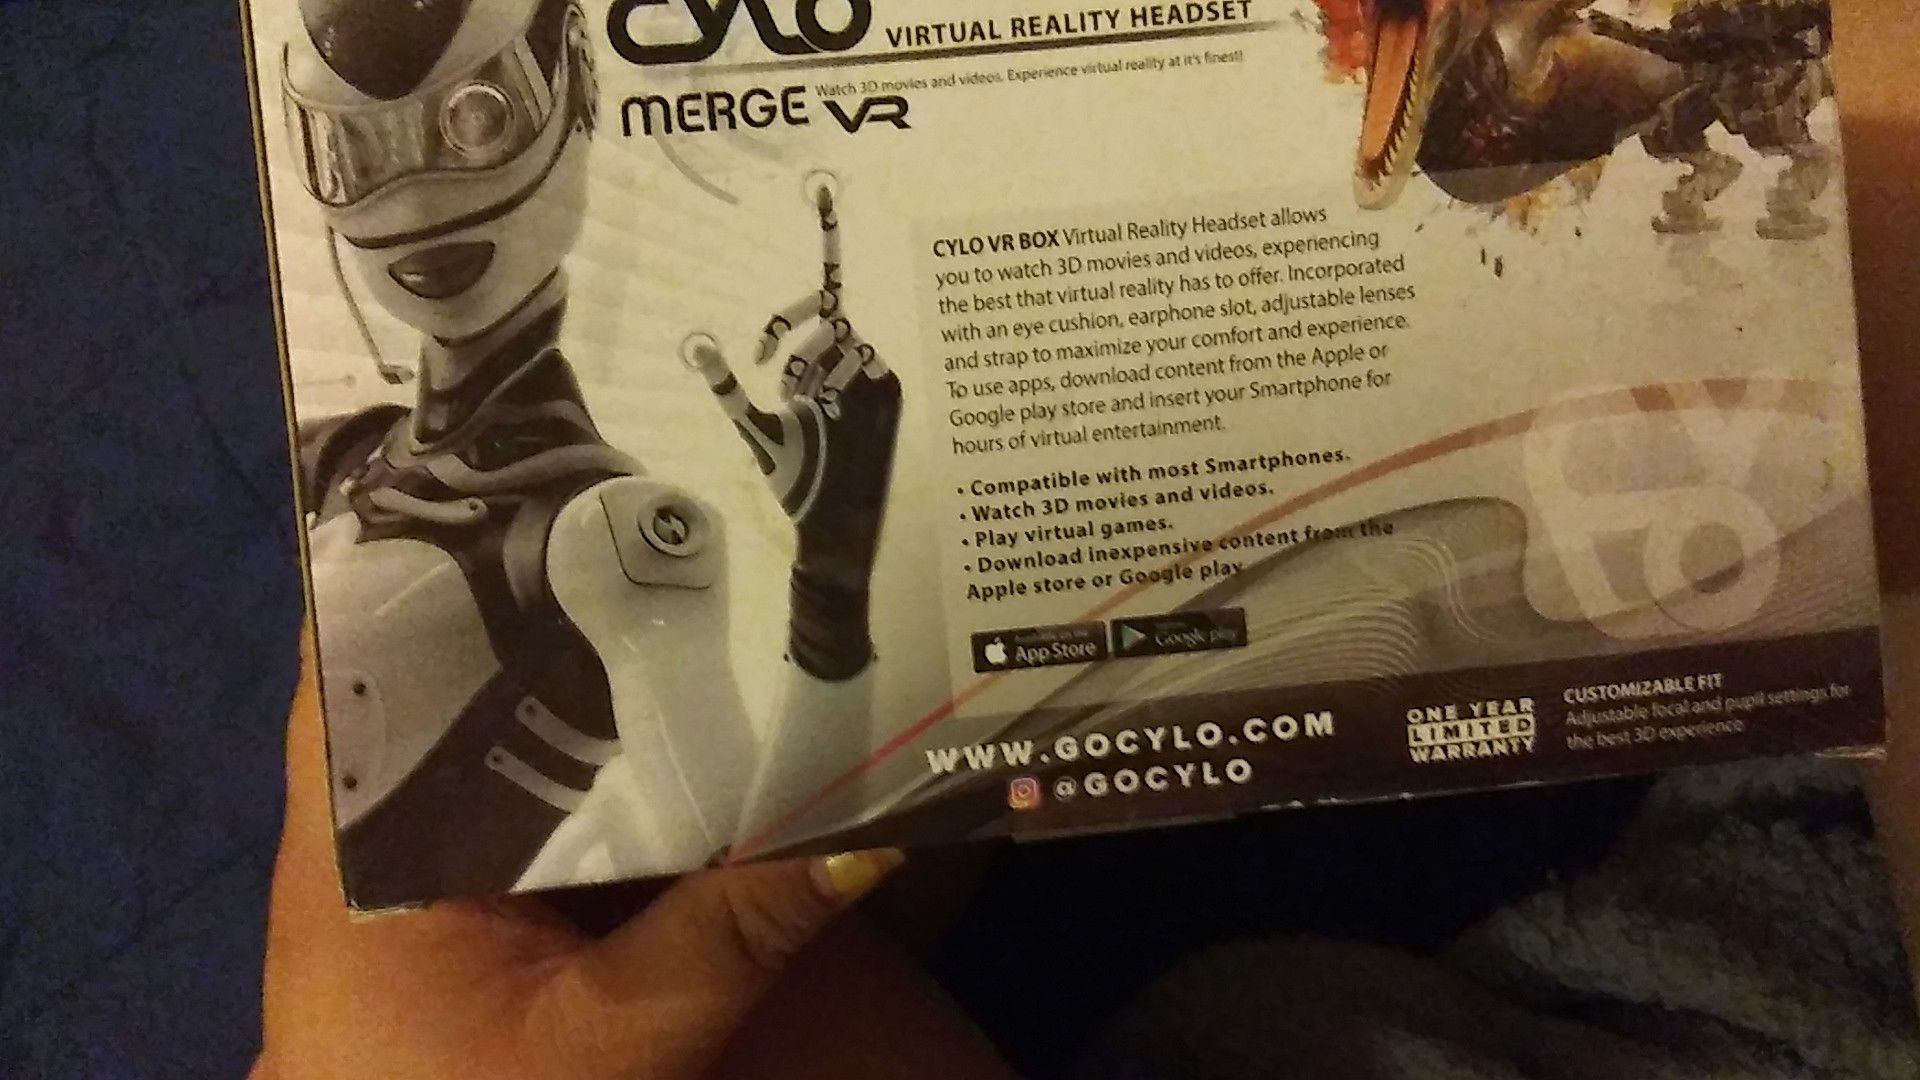 CYLO VIRTUAL REALITY HEADSET
Watch 3D movies and videos. Experience virtual reality at it's finest!!
MERGE VR
CYLO VR BOX Virtual Reality Headset allows
you to watch 3D movies and videos, experiencing
the best that virtual reality has to offer. Incorporated
with an eye cushion, earphone slot, adjustable lenses
and strap to maximize your comfort and experience.
To use apps, download content from the Apple or
Google play store and insert your Smartphone for
hours of virtual entertainment.
• Compatible with most Smartphones.
• Watch 3D movies and videos.
• Play virtual games.
• Download inexpensive content from the
Apple store or Google play
App Store
Google play
WWW.GOCYLO.COM
@GOCYLO
ONE YEAR
LIMITED
WARRANTY
CUSTOMIZABLE FIT
Adjustable focal and pupil settings for
the best 3D experience